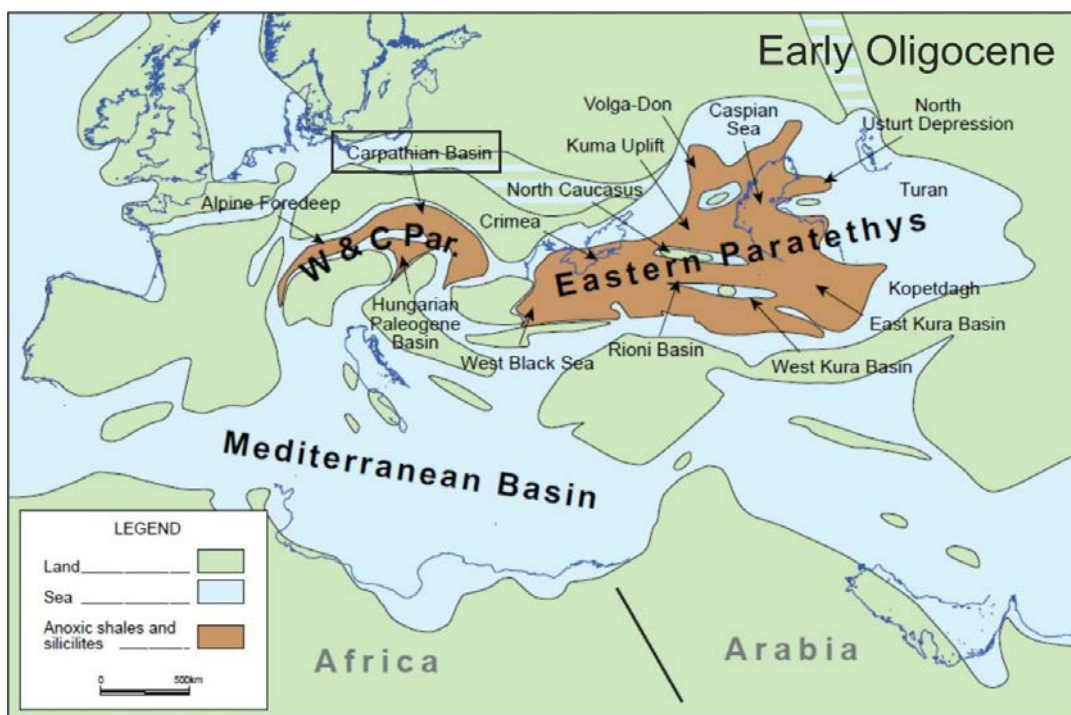 Early Oligocene
Volga-Don
Caspian
Sea
North
Usturt Depression
Kuma Uplift
Carpathian Basin
North Caucasus
Turan
Alpine Foredeep
Crimea
W & C Par.
Eastern Paratethys
Kopetdagh
Hungarian
Paleogene
Basin
East Kura Basin
West Black Sea
Rioni Basin
West Kura Basin
Mediterranean Basin
LEGEND
Land
Sea
Anoxic shales and
silicilites
0 500km
Africa
Arabia